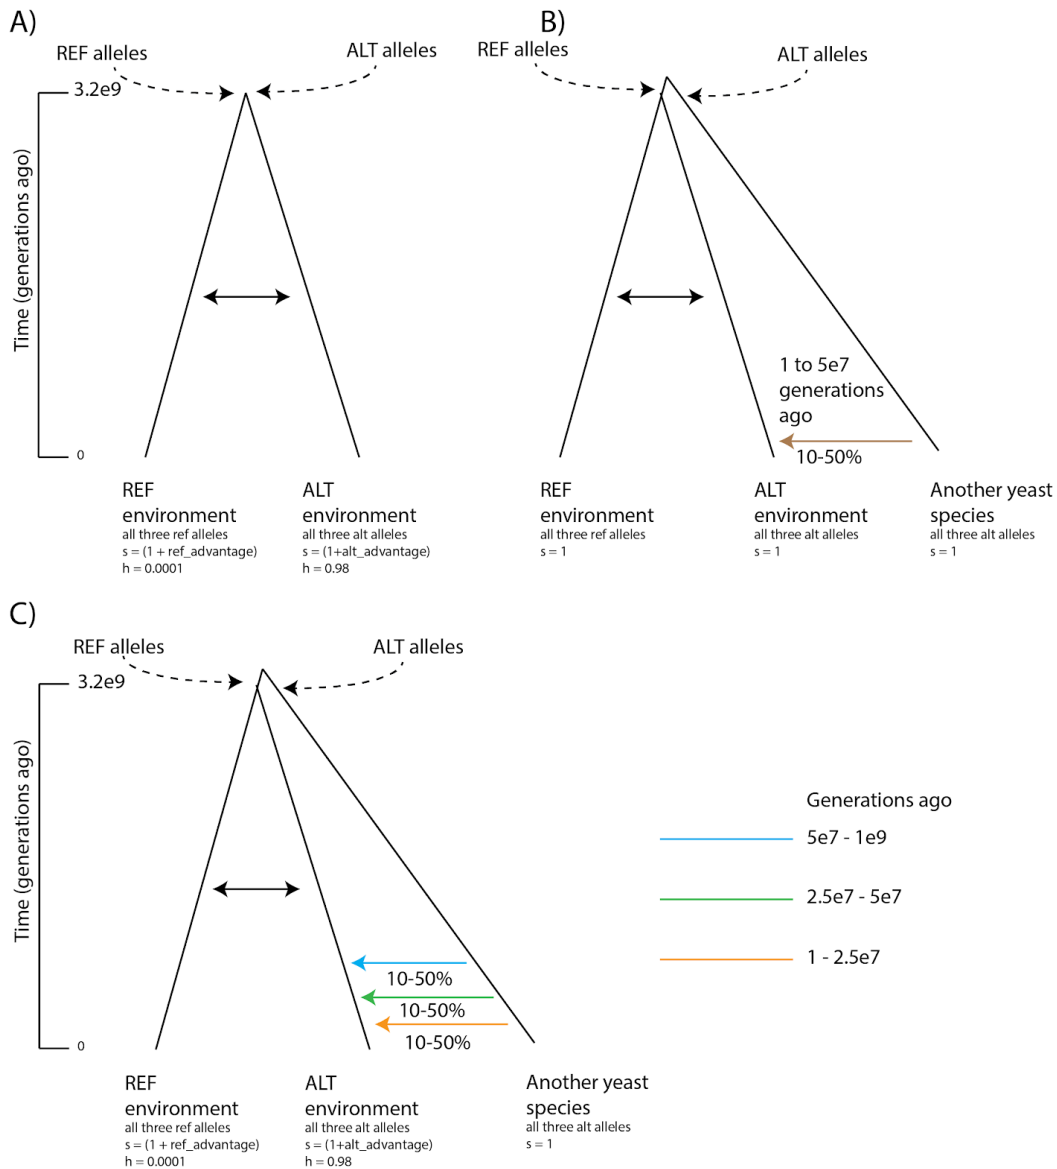 A)
REF alleles
ALT alleles
3.2e9
Time (generations ago)
0
REF
environment
all three ref alleles
s = (1 + ref_advantage)
h = 0.0001
ALT
environment
all three alt alleles
s = (1+alt_advantage)
h = 0.98
B)
REF alleles
ALT alleles
1 to 5e7
generations
ago
10-50%
REF
environment
all three ref alleles
s = 1
ALT
environment
all three alt alleles
s = 1
Another yeast
species
all three alt alleles
s = 1
C)
REF alleles
ALT alleles
3.2e9
Time (generations ago)
10-50%
10-50%
10-50%
0
REF
environment
all three ref alleles
s = (1 + ref_advantage)
h = 0.0001
ALT
environment
all three alt alleles
s = (1+alt_advantage)
h = 0.98
Another yeast
species
all three alt alleles
s = 1
Generations ago
5e7 - 1e9
2.5e7 - 5e7
1 - 2.5e7